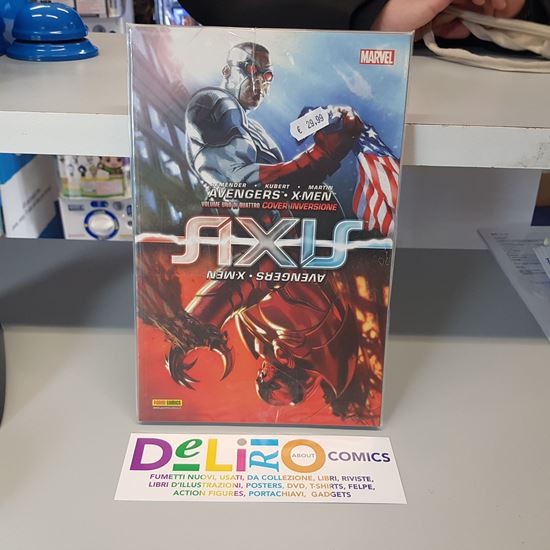 MARVEL
€ 29,99
REMENDER • KUBERT • MARTIN
AVENGERS • X-MEN
VOLUME UNO DI QUATTRO COVER INVERSIONE
AXIS
AVENGERS • X-MEN
PANINI COMICS
DeLiRiO
ABOUT
COMICS
FUMETTI NUOVI, USATI, DA COLLEZIONE, LIBRI, RIVISTE,
LIBRI D'ILLUSTRAZIONI, POSTERS, DVD, T-SHIRTS, FELPE,
ACTION FIGURES, PORTACHIAVI, GADGETS